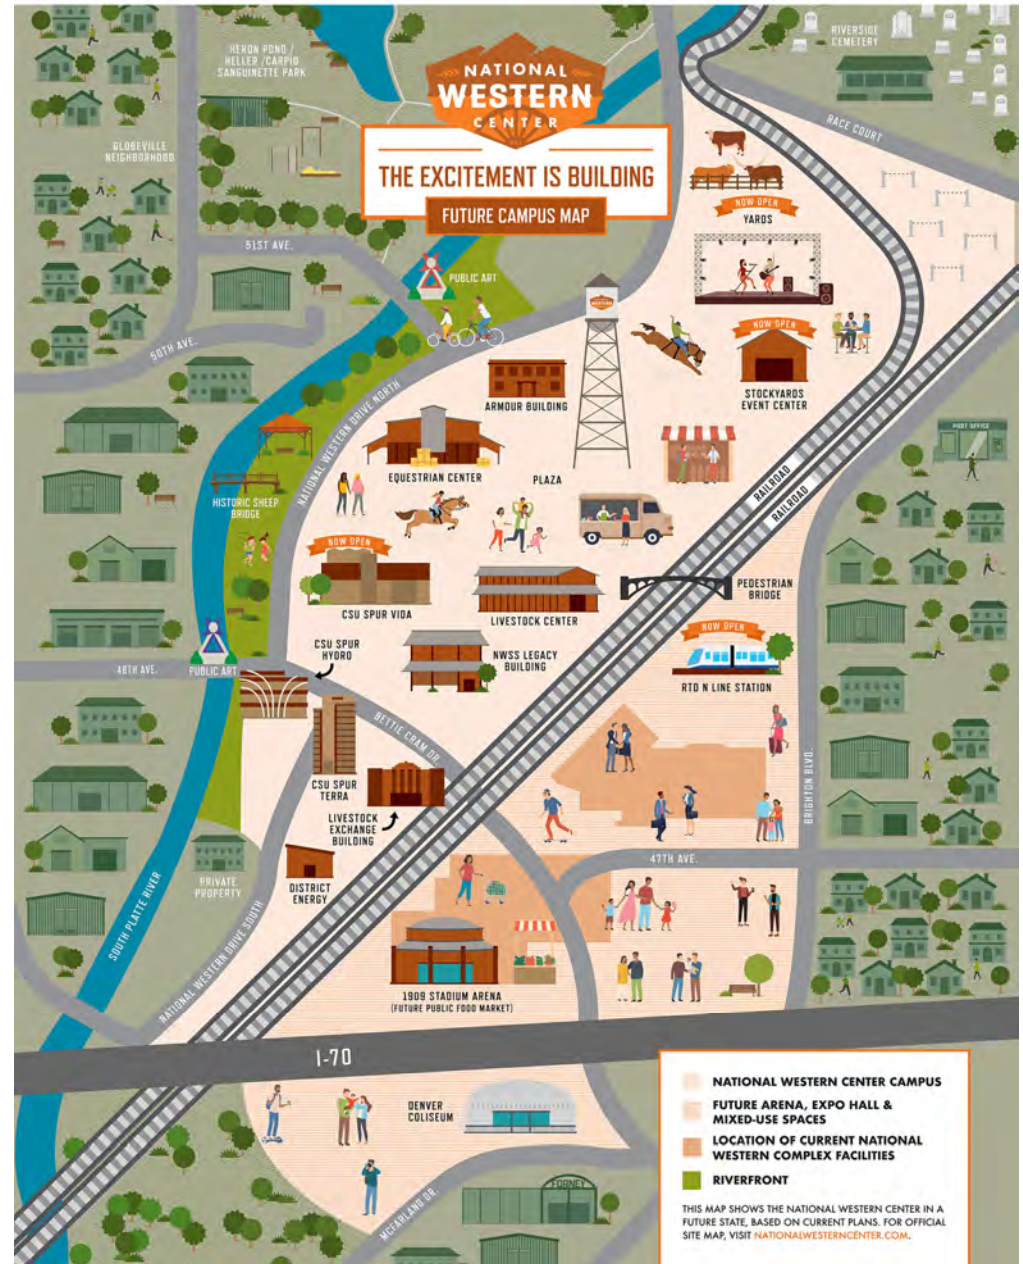 HERON POND /
HELLER / CARPIO
SANGUINETTE PARK
NATIONAL
WESTERN
CENTER
THE EXCITEMENT IS BUILDING
FUTURE CAMPUS MAP
RIVERSIDE
CEMETERY
RACE COURT
GLOBEVILLE
NEIGHBORHOOD
51ST AVE.
50TH AVE.
PUBLIC ART
NOW OPEN
YARDS
WESTERN
NOW OPEN
STOCKYARDS
EVENT CENTER
ARMOUR BUILDING
NATIONAL WESTERN DRIVE NORTH
POST OFFICE
EQUESTRIAN CENTER
PLAZA
RAILROAD
RAILROAD
HISTORIC SHEEP
BRIDGE
NOW OPEN
CSU SPUR VIDA
LIVESTOCK CENTER
PEDESTRIAN
BRIDGE
NOW OPEN
RTD N LINE STATION
CSU SPUR
HYDRO
NWSS LEGACY
BUILDING
48TH AVE.
PUBLIC ART
BETTIE CRAM DR.
CSU SPUR
TERRA
LIVESTOCK
EXCHANGE
BUILDING
BRIGHTON BLVD.
47TH AVE.
PRIVATE
PROPERTY
DISTRICT
ENERGY
SOUTH PLATTE RIVER
NATIONAL WESTERN DRIVE SOUTH
1909 STADIUM ARENA
(FUTURE PUBLIC FOOD MARKET)
I-70
DENVER
COLISEUM
MCFARLAND DR.
FORNEY
NATIONAL WESTERN CENTER CAMPUS
FUTURE ARENA, EXPO HALL &
MIXED-USE SPACES
LOCATION OF CURRENT NATIONAL
WESTERN COMPLEX FACILITIES
RIVERFRONT
THIS MAP SHOWS THE NATIONAL WESTERN CENTER IN A
FUTURE STATE, BASED ON CURRENT PLANS. FOR OFFICIAL
SITE MAP, VISIT NATIONALWESTERNCENTER.COM.